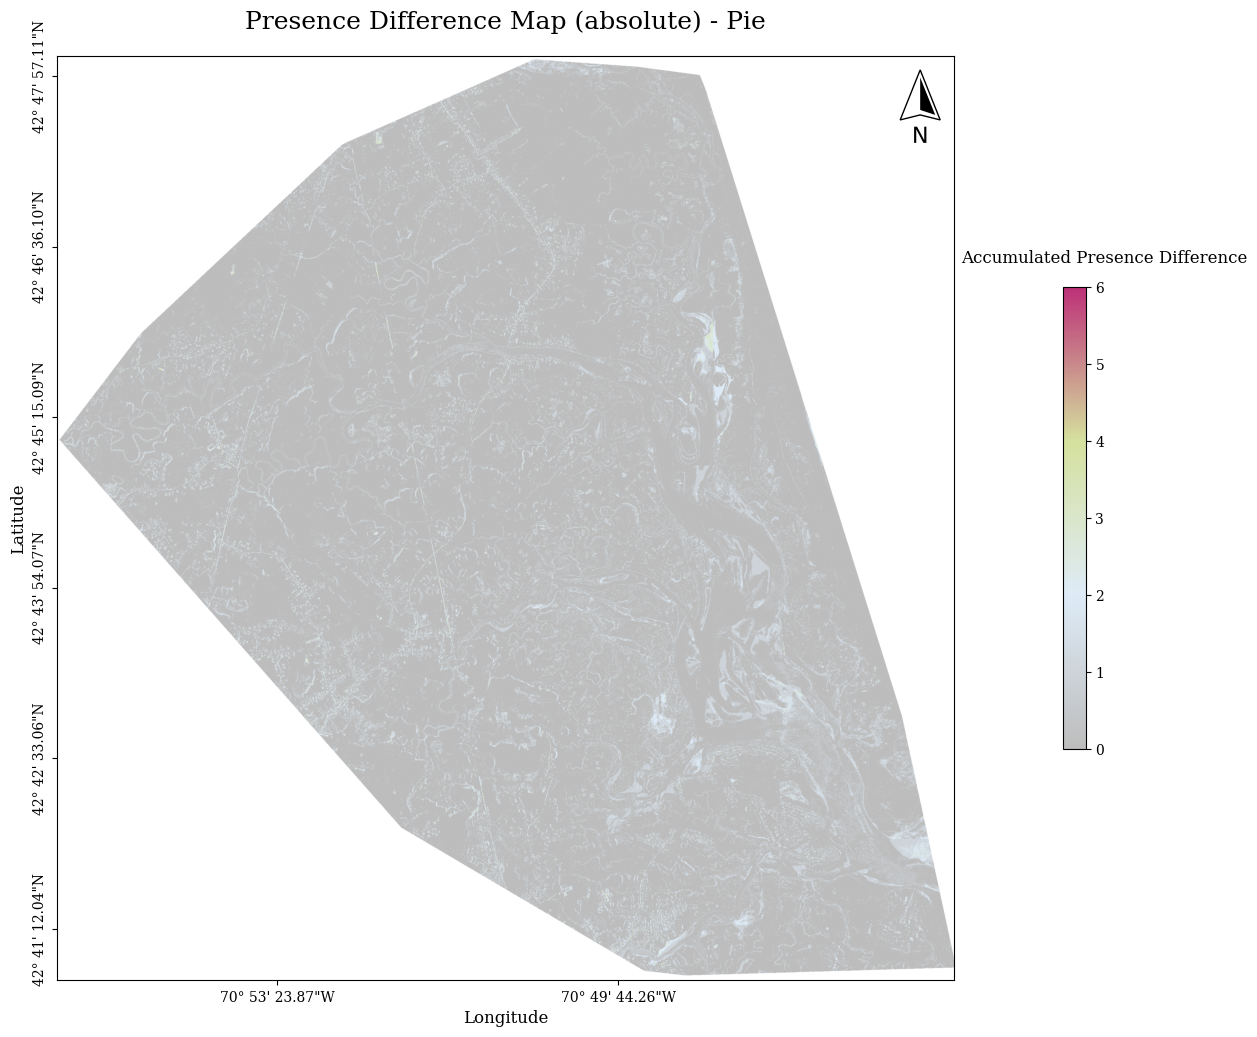 Presence Difference Map (absolute) - Pie
42° 47' 57.11"N
42° 46' 36.10"N
42° 45' 15.09"N
42° 43' 54.07"N
42° 42' 33.06"N
42° 41' 12.04"N
Latitude
70° 53' 23.87"W
70° 49' 44.26"W
Longitude
N
Accumulated Presence Difference
6
5
4
3
2
1
0